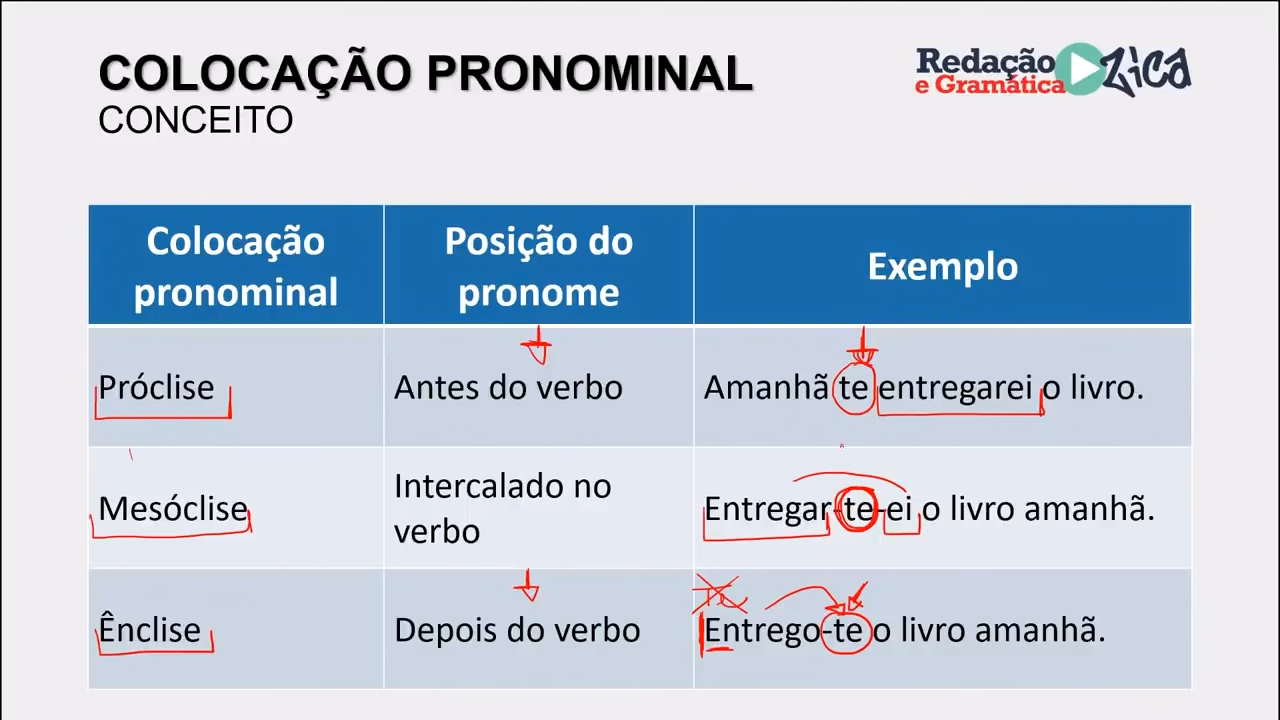 COLOCAÇÃO PRONOMINAL
CONCEITO
Redação
e Gramática
Zica
Colocação
pronominal
Posição do
pronome
Exemplo
Próclise
Antes do verbo
Amanhã te entregarei o livro.
Mesóclise
Intercalado no
verbo
Entregar-te-ei o livro amanhã.
Ênclise
Depois do verbo
Entrego-te o livro amanhã.